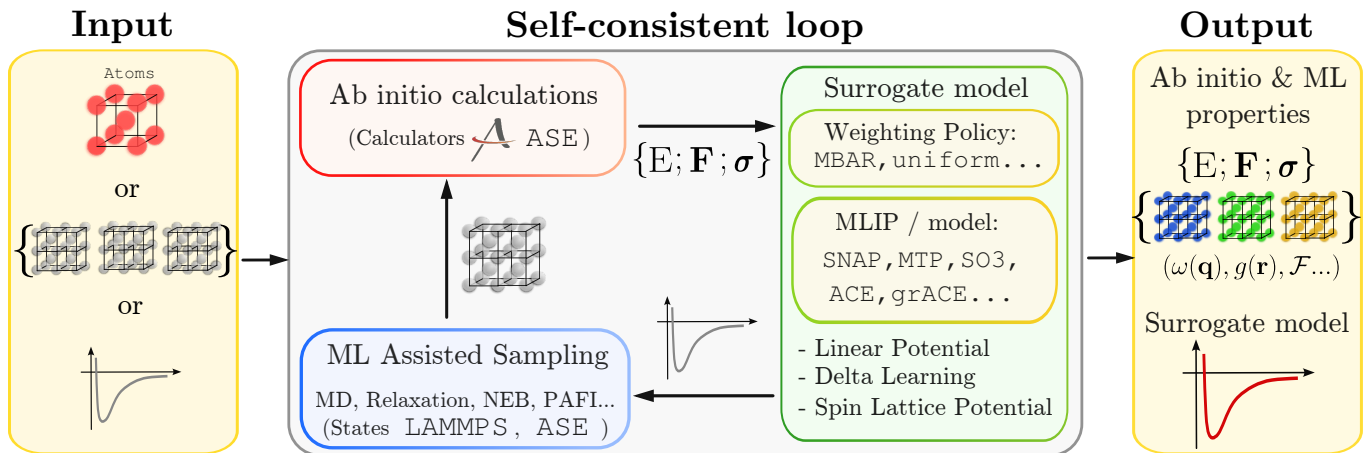 Input
Atoms
or
{ }
or
Self-consistent loop
Ab initio calculations
(Calculators ASE)
{E; F; σ}
Surrogate model
Weighting Policy:
MBAR,uniform...
MLIP / model:
SNAP,MTP,SO3,
ACE,grACE...
- Linear Potential
- Delta Learning
- Spin Lattice Potential
ML Assisted Sampling
MD, Relaxation, NEB, PAFI...
(States LAMMPS, ASE )
Output
Ab initio & ML
properties
{E; F; σ}
{ }
(ω(q), g(r), ℱ...)
Surrogate model